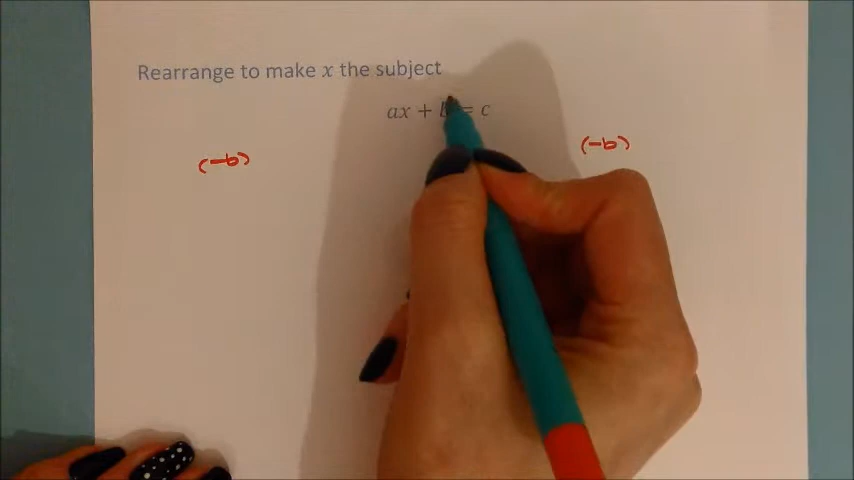 Rearrange to make x the subject
ax + b = c
(-b) (-b)